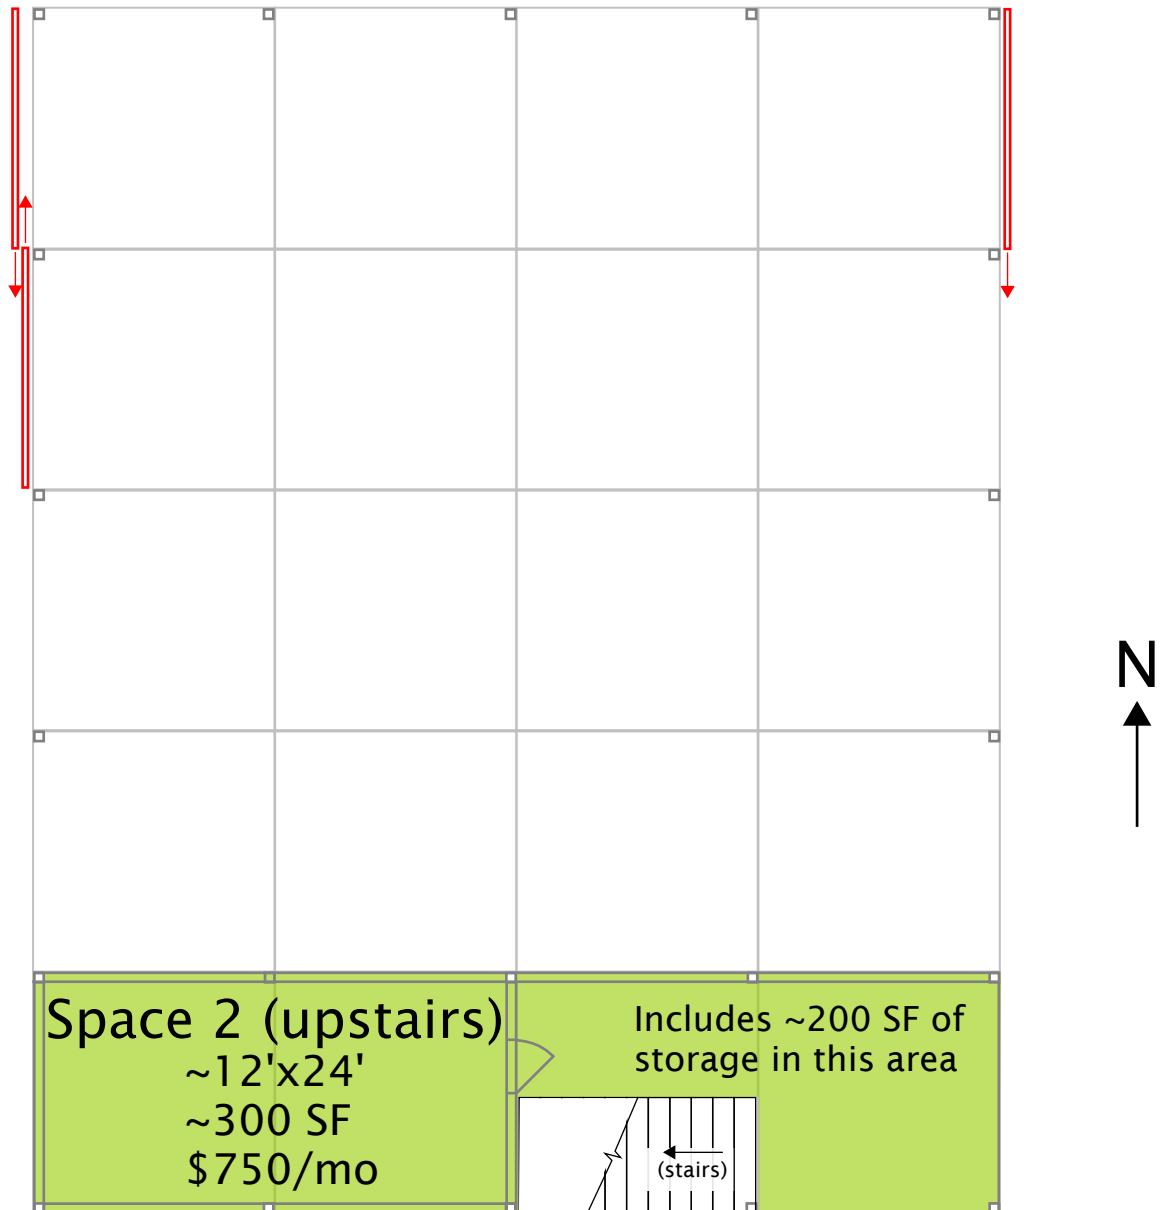 N
Space 2 (upstairs)
~12'x24'
~300 SF
$750/mo
Includes ~200 SF of
storage in this area
(stairs)